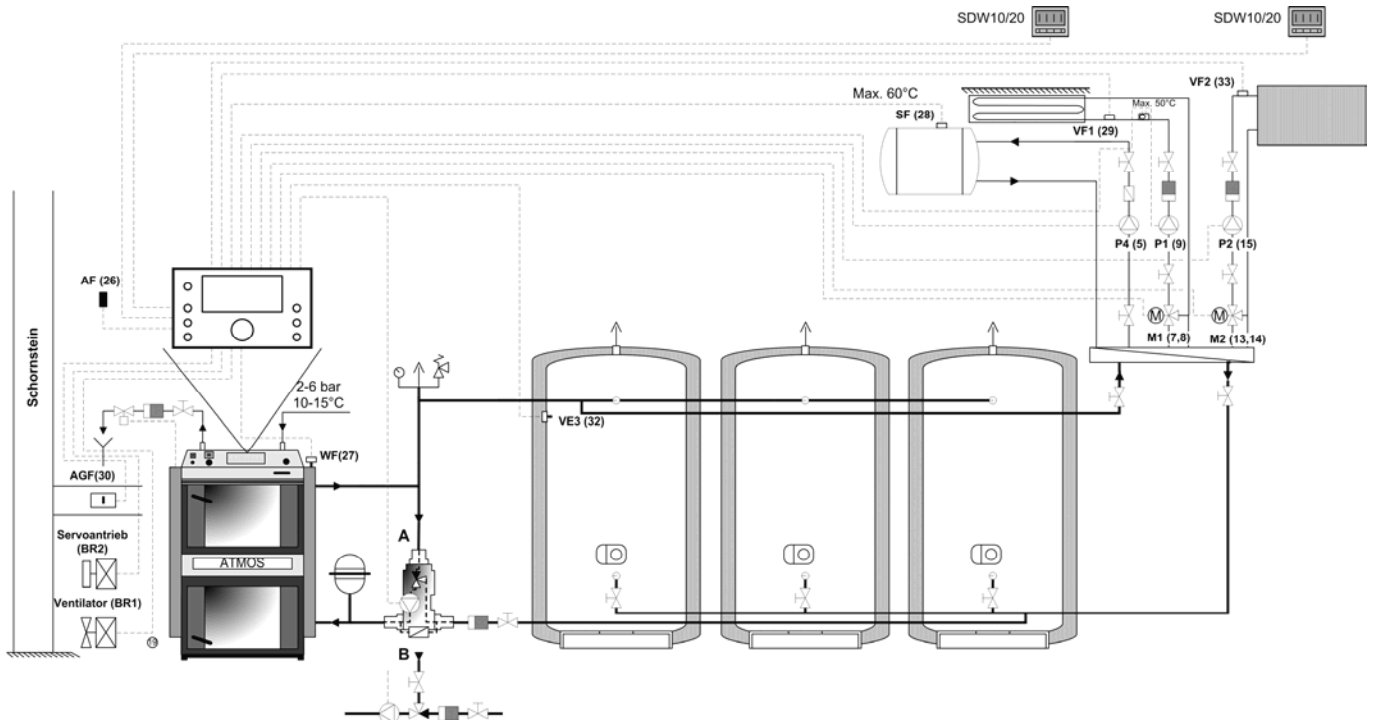 SDW10/20
SDW10/20
VF2 (33)
Max. 60°C
SF (28)
Max. 50°C
VF1 (29)
P4 (5)
P1 (9)
P2 (15)
AF (26)
M
M
M1 (7,8)
M2 (13,14)
Schornstein
2-6 bar
10-15°C
VE3 (32)
WF(27)
AGF(30)
A
Servoantrieb
(BR2)
ATMOS
Ventilator (BR1)
B